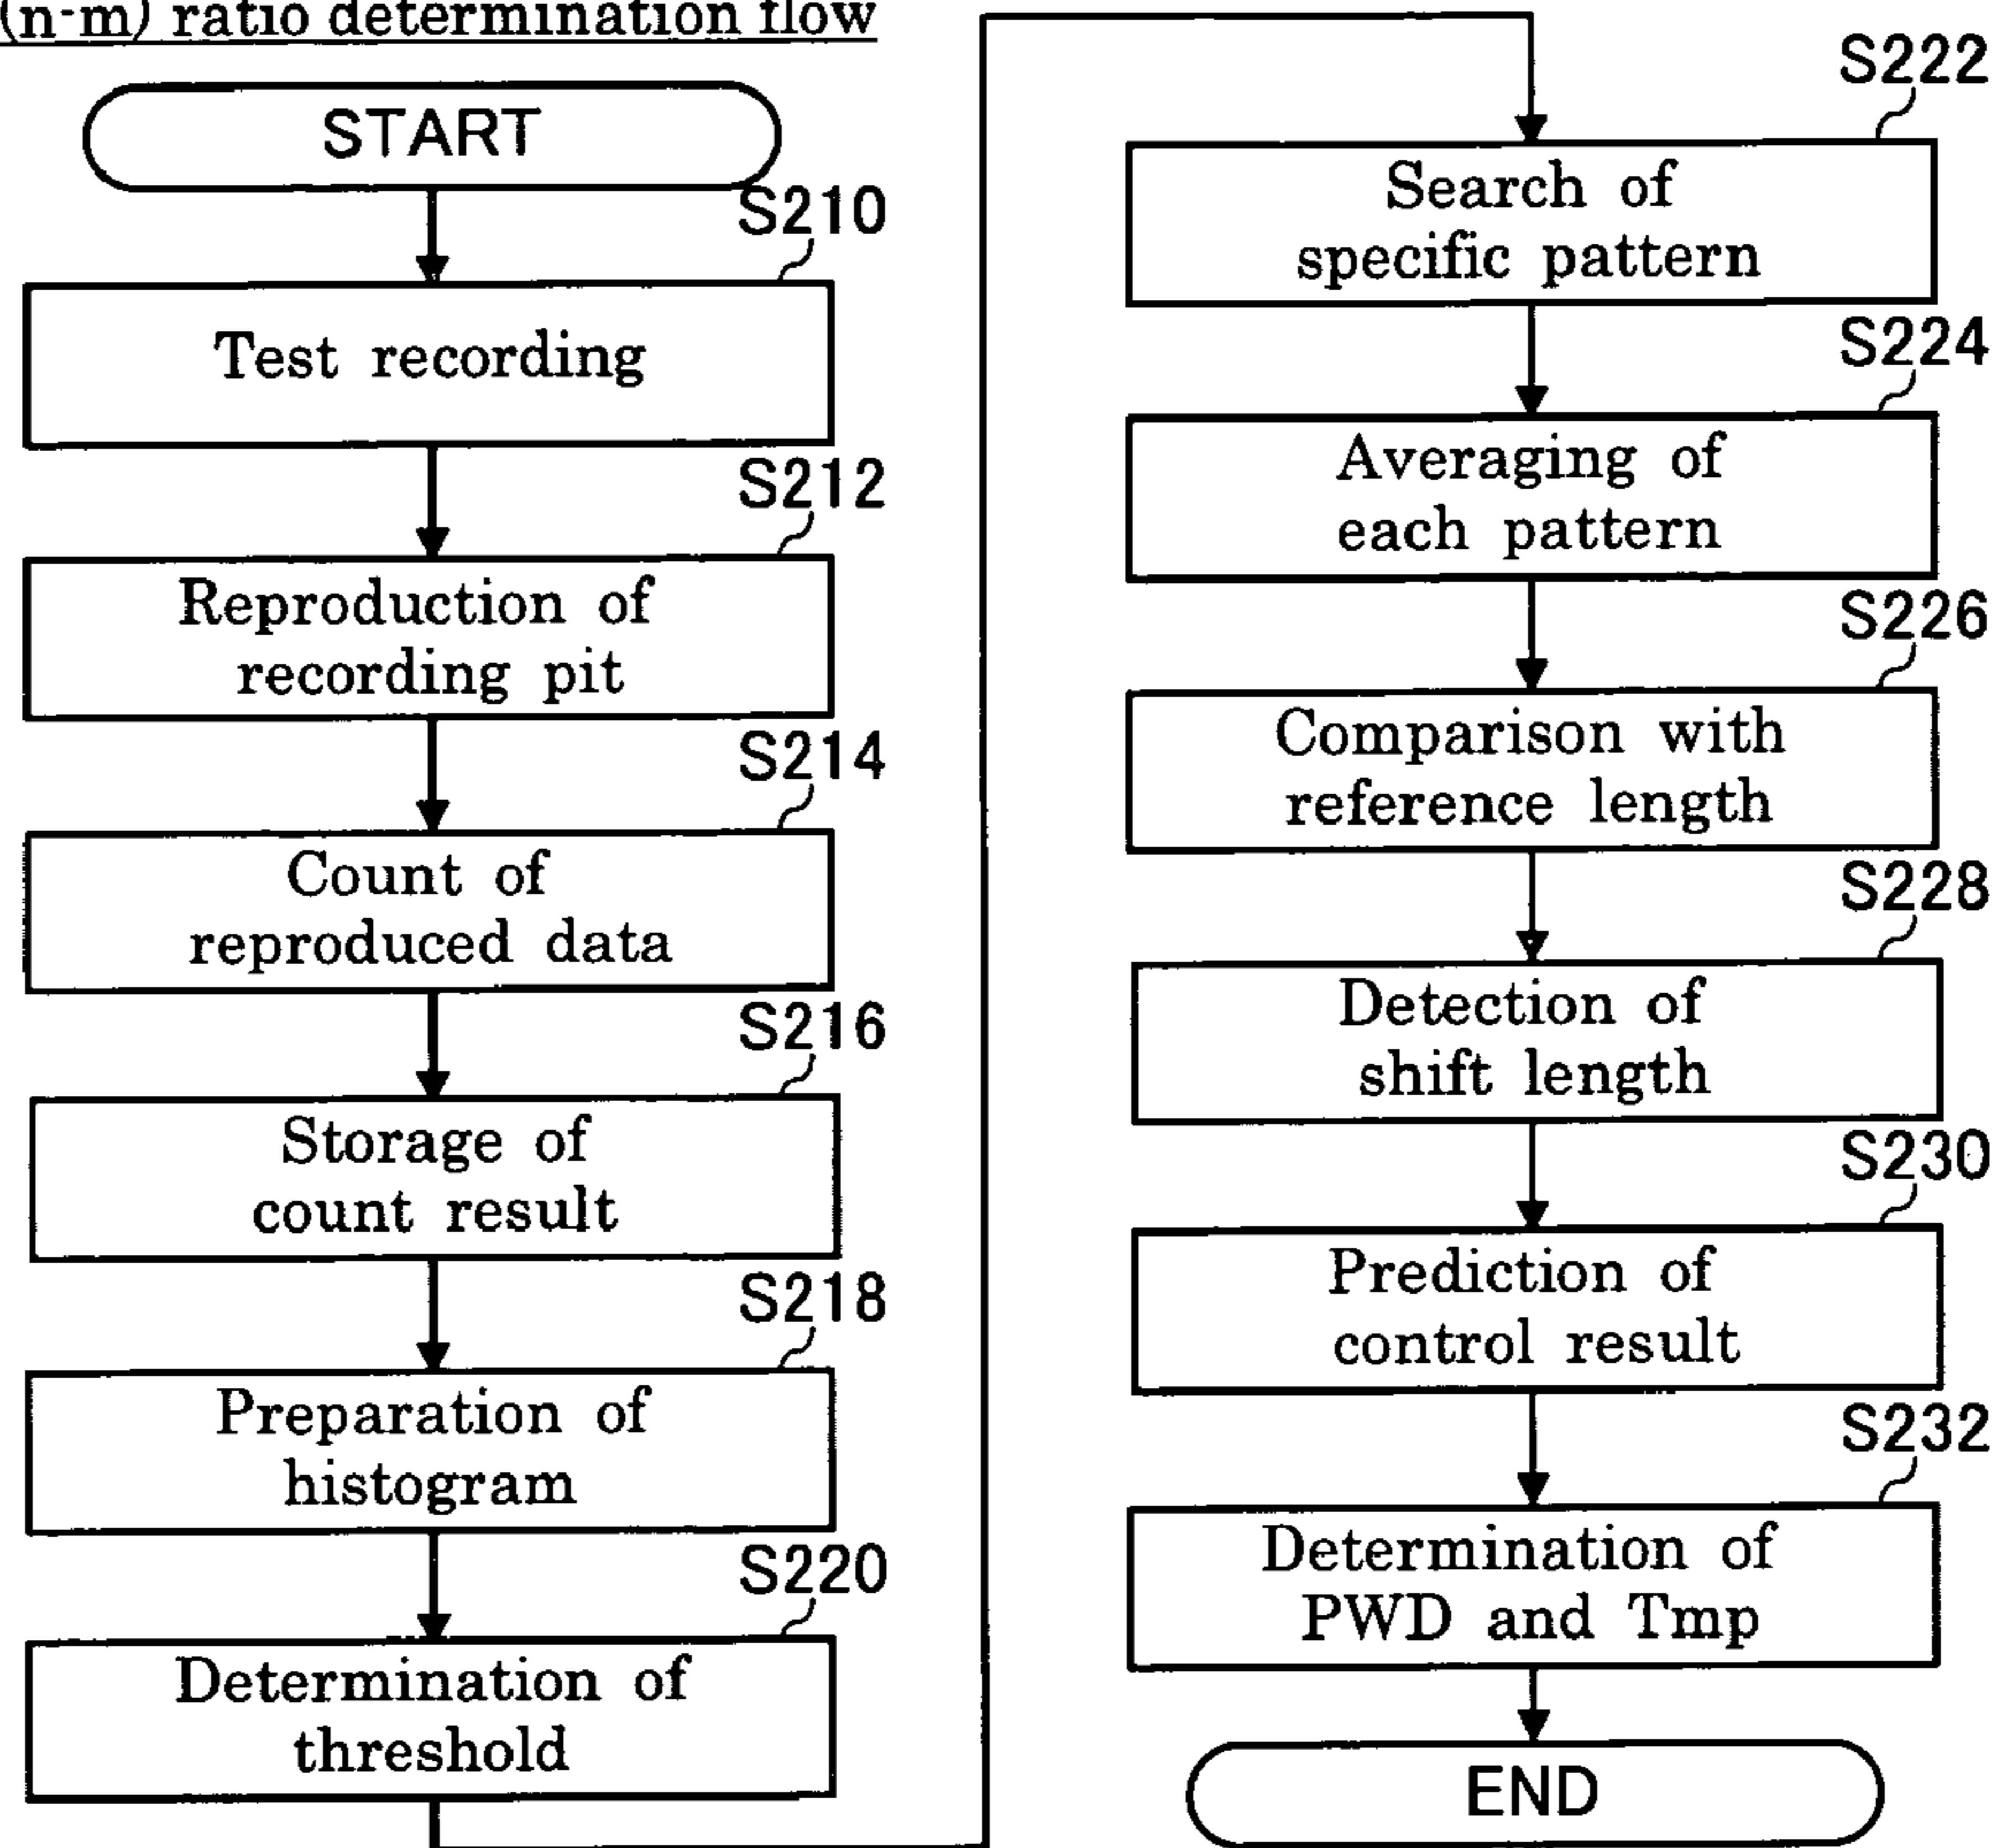 (n-m) ratio determination flow
START
S210
Test recording
S212
Reproduction of
recording pit
S214
Count of
reproduced data
S216
Storage of
count result
S218
Preparation of
histogram
S220
Determination of
threshold
S222
Search of
specific pattern
S224
Averaging of
each pattern
S226
Comparison with
reference length
S228
Detection of
shift length
S230
Prediction of
control result
S232
Determination of
PWD and Tmp
END